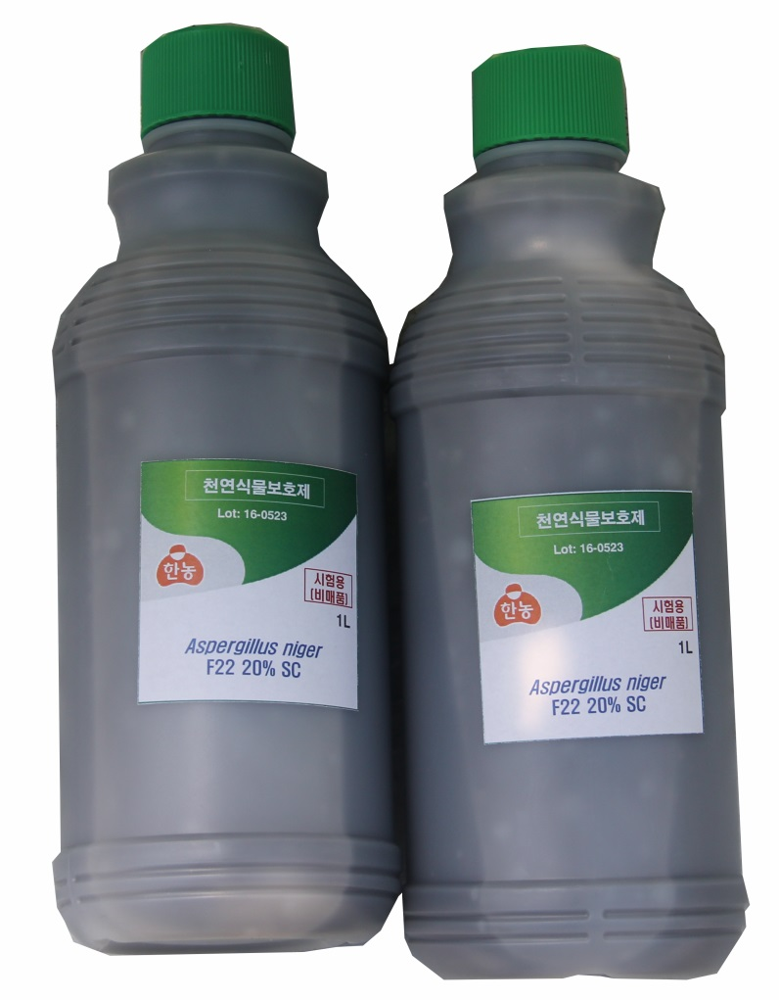 천연식물보호제
Lot: 16-0523
한농
시험용
(비매품)
1L
Aspergillus niger
F22 20% SC
천연식물보호제
Lot: 16-0523
한농
시험용
(비매품)
1L
Aspergillus niger
F22 20% SC